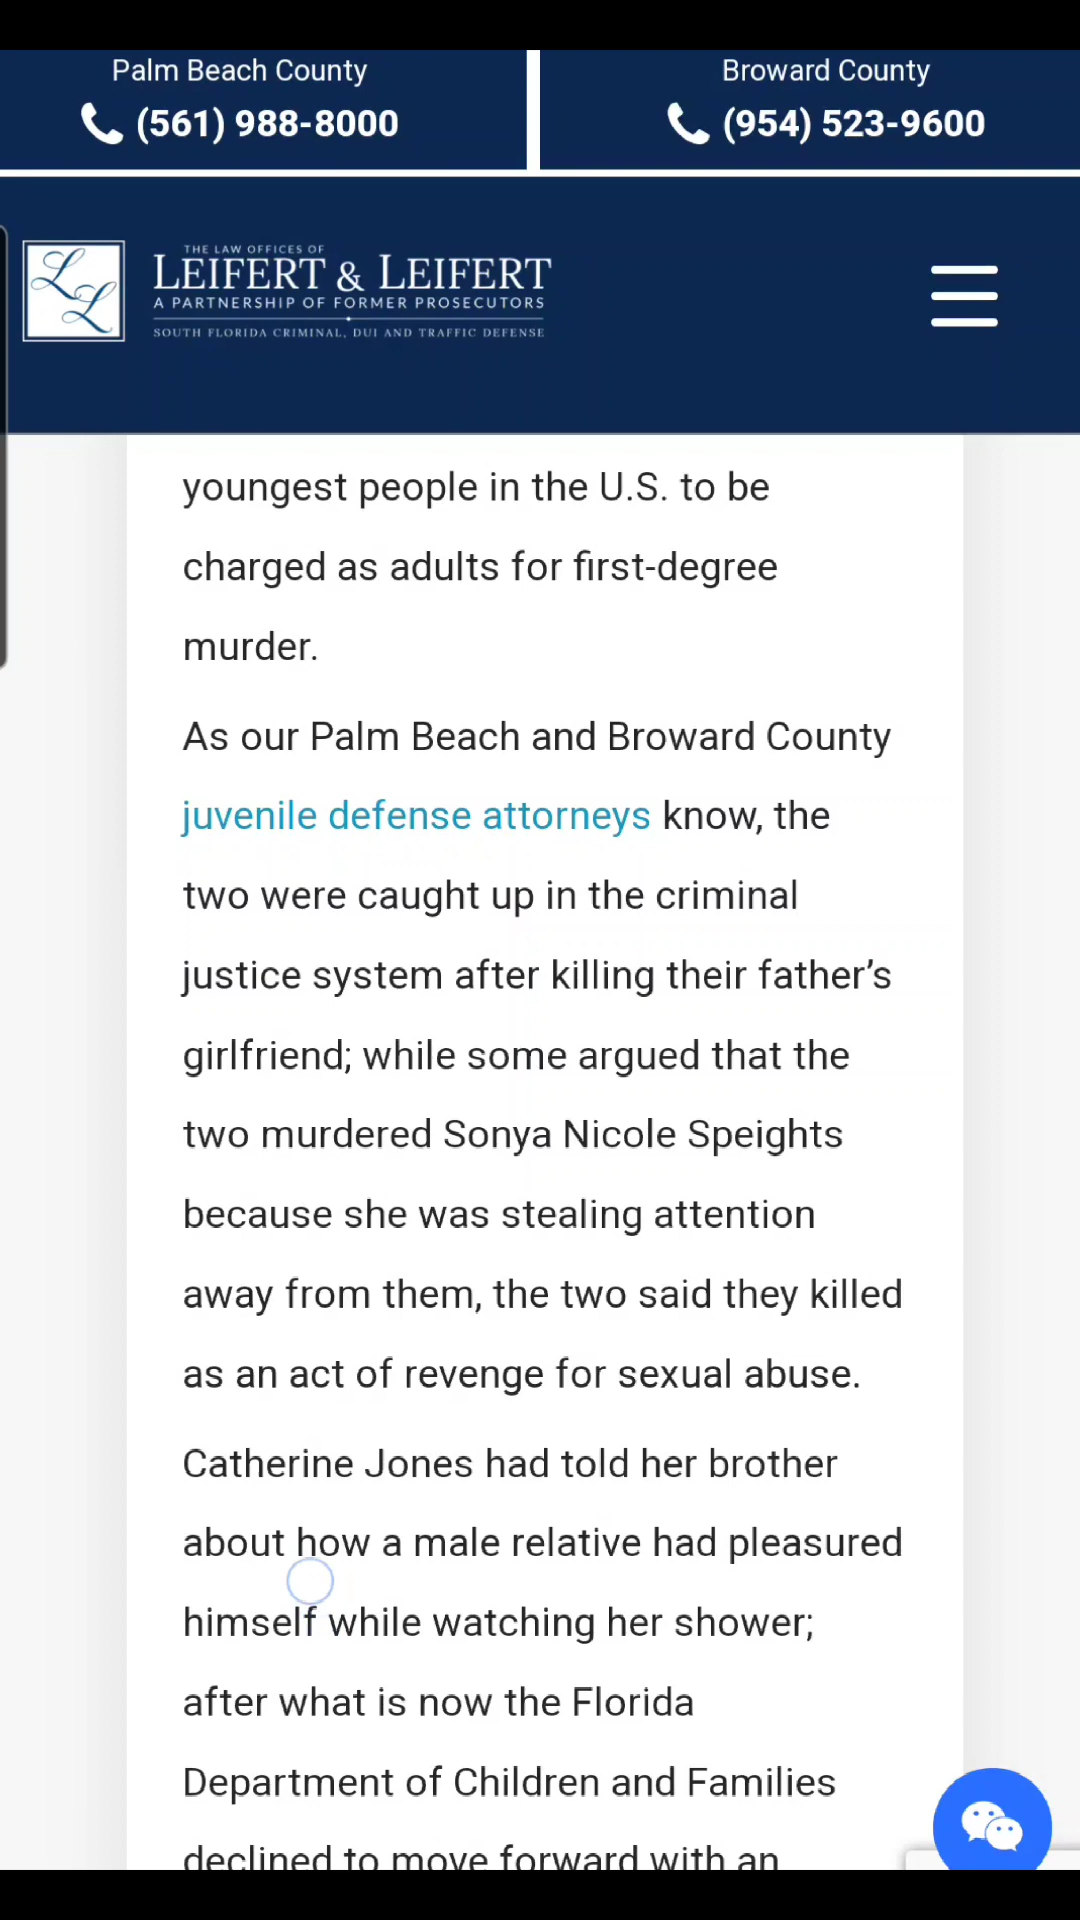 Palm Beach County
(561) 988-8000
Broward County
(954) 523-9600
LL
THE LAW OFFICES OF
LEIFERT & LEIFERT
A PARTNERSHIP OF FORMER PROSECUTORS
SOUTH FLORIDA CRIMINAL, DUI AND TRAFFIC DEFENSE
youngest people in the U.S. to be
charged as adults for first-degree
murder.
As our Palm Beach and Broward County
juvenile defense attorneys know, the
two were caught up in the criminal
justice system after killing their father’s
girlfriend; while some argued that the
two murdered Sonya Nicole Speights
because she was stealing attention
away from them, the two said they killed
as an act of revenge for sexual abuse.
Catherine Jones had told her brother
about how a male relative had pleasured
himself while watching her shower;
after what is now the Florida
Department of Children and Families
declined to move forward with an